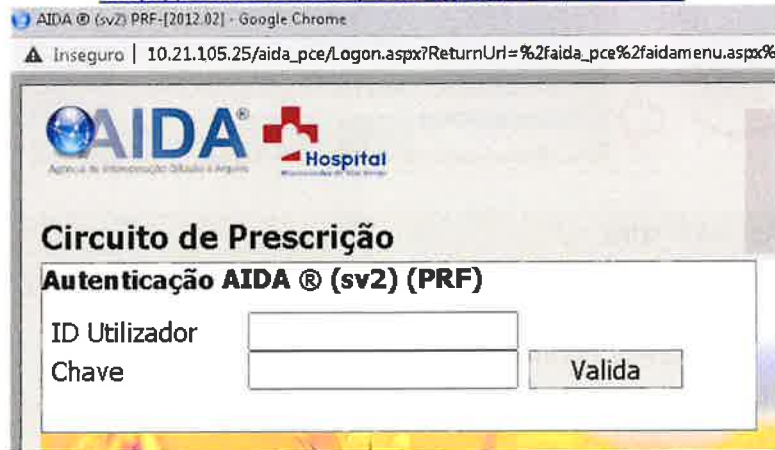 AIDA ® (sv2) PRF-[2012.02] - Google Chrome
Inseguro | 10.21.105.25/aida_pce/Logon.aspx?ReturnUrl=%2faida_pce%2faidamenu.aspx%
AIDA®
Hospital
Circuito de Prescrição
Autenticação AIDA ® (sv2) (PRF)
ID Utilizador
Chave
Valida